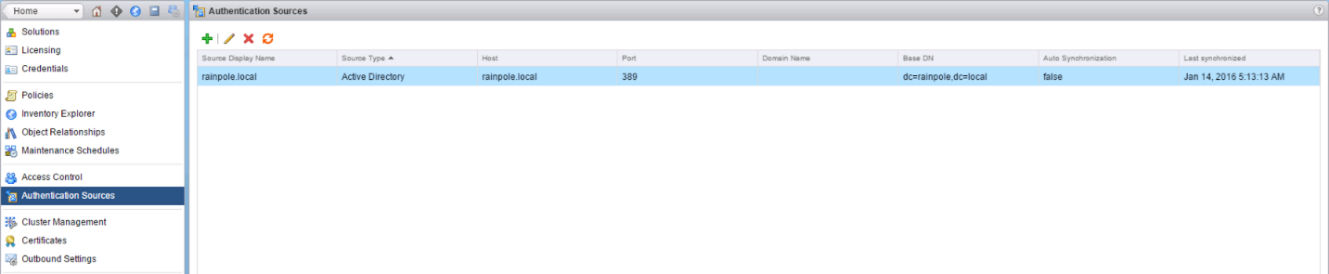 Home
Authentication Sources
?
Solutions
Licensing
Credentials
Policies
Inventory Explorer
Object Relationships
Maintenance Schedules
Access Control
Authentication Sources
Cluster Management
Certificates
Outbound Settings
Source Display Name Source Type Host Port Domain Name Base DN Auto Synchronization Last synchronized
rainpole.local Active Directory rainpole.local 389 dc=rainpole,dc=local false Jan 14, 2016 5:13:13 AM